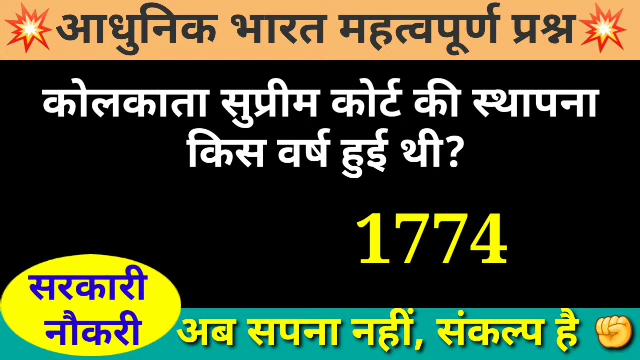 💥आधुनिक भारत महत्वपूर्ण प्रश्न💥
कोलकाता सुप्रीम कोर्ट की स्थापना
किस वर्ष हुई थी?
1774
सरकारी
नौकरी
अब सपना नहीं, संकल्प है ✊